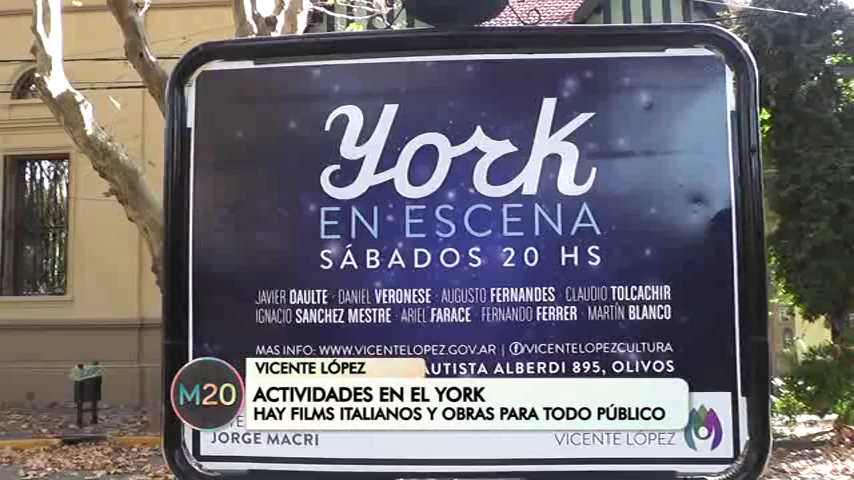 York
EN ESCENA
SÁBADOS 20 HS
JAVIER DAULTE · DANIEL VERONESE · AUGUSTO FERNANDES · CLAUDIO TOLCACHIR
IGNACIO SANCHEZ MESTRE · ARIEL FARACE · FERNANDO FERRER · MARTÍN BLANCO
MAS INFO: WWW.VICENTELOPEZ.GOV.AR | f/VICENTELOPEZCULTURA
VICENTE LÓPEZ
AUTISTA ALBERDI 895, OLIVOS
M20
ACTIVIDADES EN EL YORK
HAY FILMS ITALIANOS Y OBRAS PARA TODO PÚBLICO
JORGE MACRI
VICENTE LÓPEZ